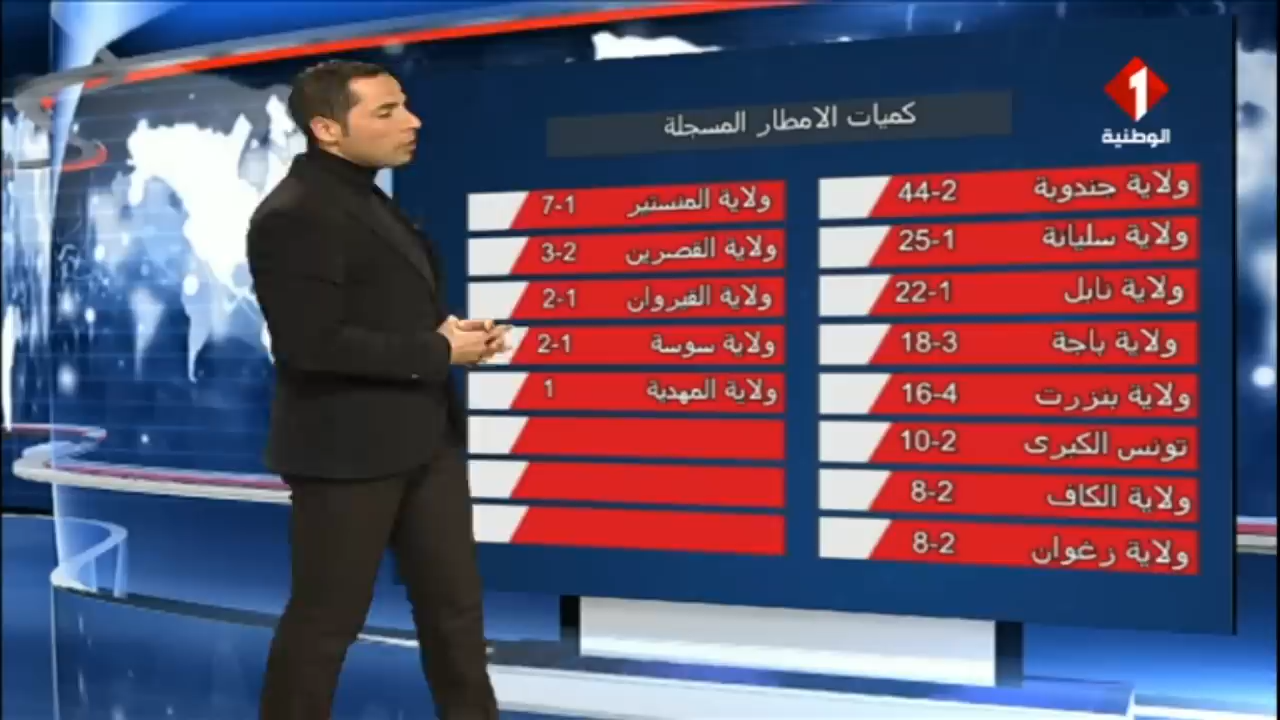 1
الوطنية
كميات الامطار المسجلة
ولاية جندوبة 44-2
ولاية سليانة 25-1
ولاية نابل 22-1
ولاية باجة 18-3
ولاية بنزرت 16-4
تونس الكبرى 10-2
ولاية الكاف 8-2
ولاية زغوان 8-2
ولاية المنستير 7-1
ولاية القصرين 3-2
ولاية القيروان 2-1
ولاية سوسة 2-1
ولاية المهدية 1